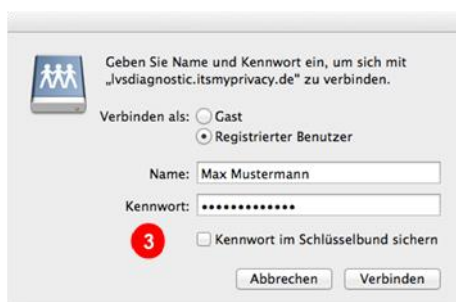 Geben Sie Name und Kennwort ein, um sich mit
„lvsdiagnostic.itsmyprivacy.de“ zu verbinden.
Verbinden als: Gast
Registrierter Benutzer
Name: Max Mustermann
Kennwort: •••••••••••••
3 Kennwort im Schlüsselbund sichern
Abbrechen Verbinden